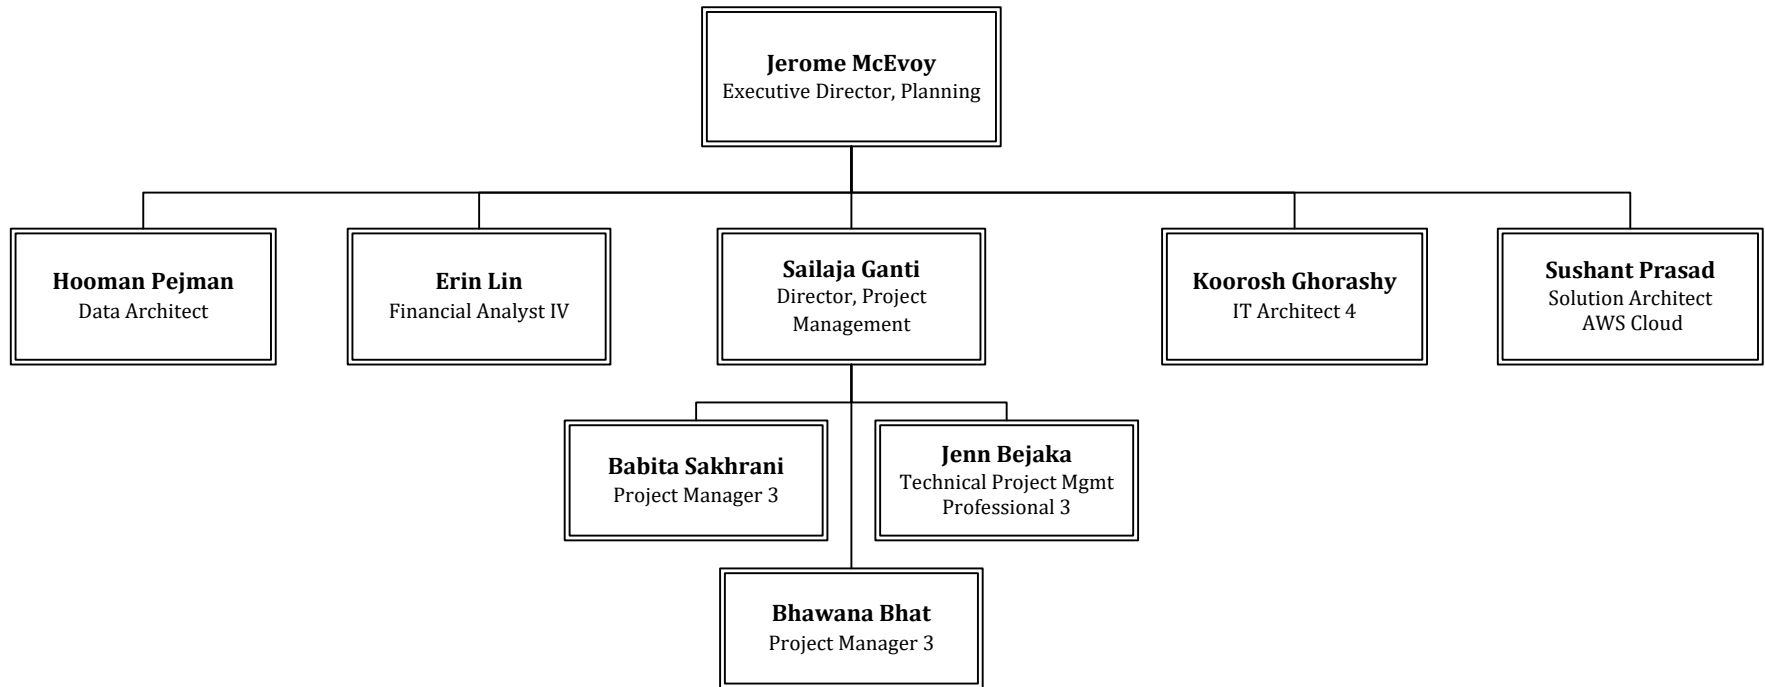 Jerome McEvoy
Executive Director, Planning
Hooman Pejman
Data Architect
Erin Lin
Financial Analyst IV
Sailaja Ganti
Director, Project
Management
Koorosh Ghorashy
IT Architect 4
Sushant Prasad
Solution Architect
AWS Cloud
Babita Sakhrani
Project Manager 3
Jenn Bejaka
Technical Project Mgmt
Professional 3
Bhawana Bhat
Project Manager 3